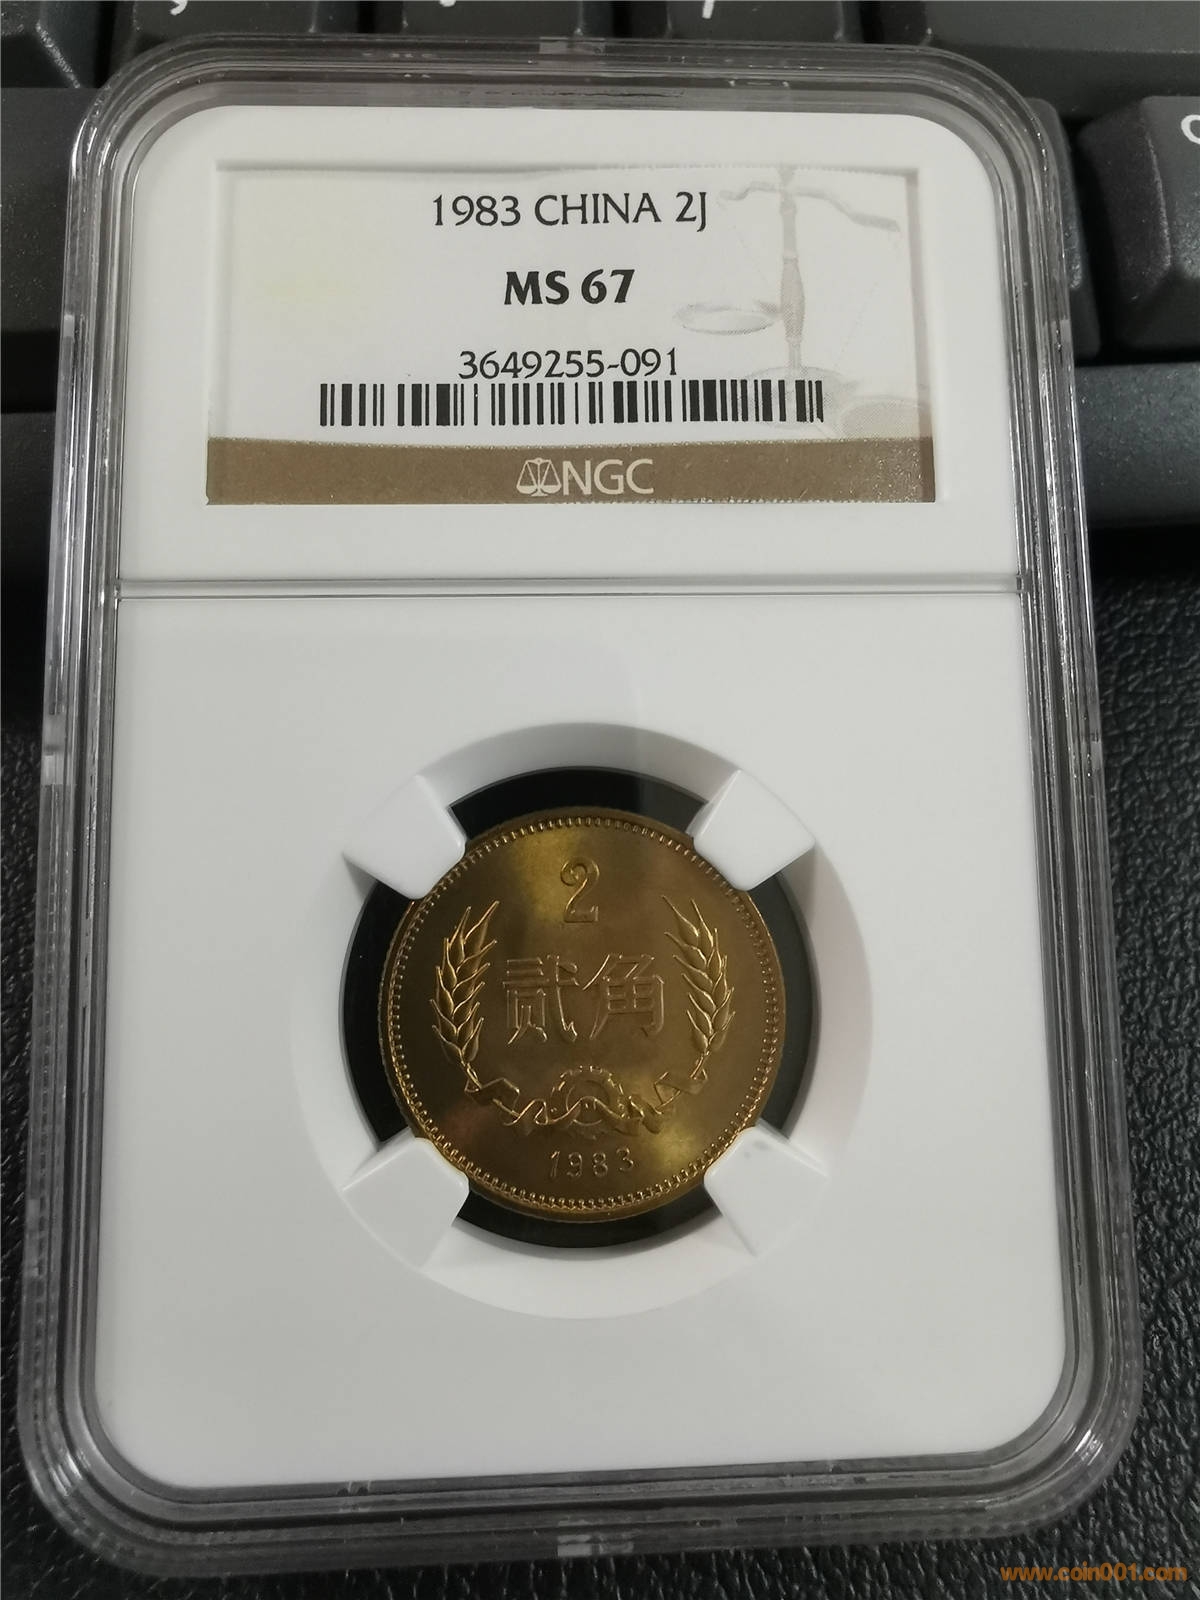 1983 CHINA 2J
MS 67
3649255-091
NGC
2
贰角
1983
www.coin001.com